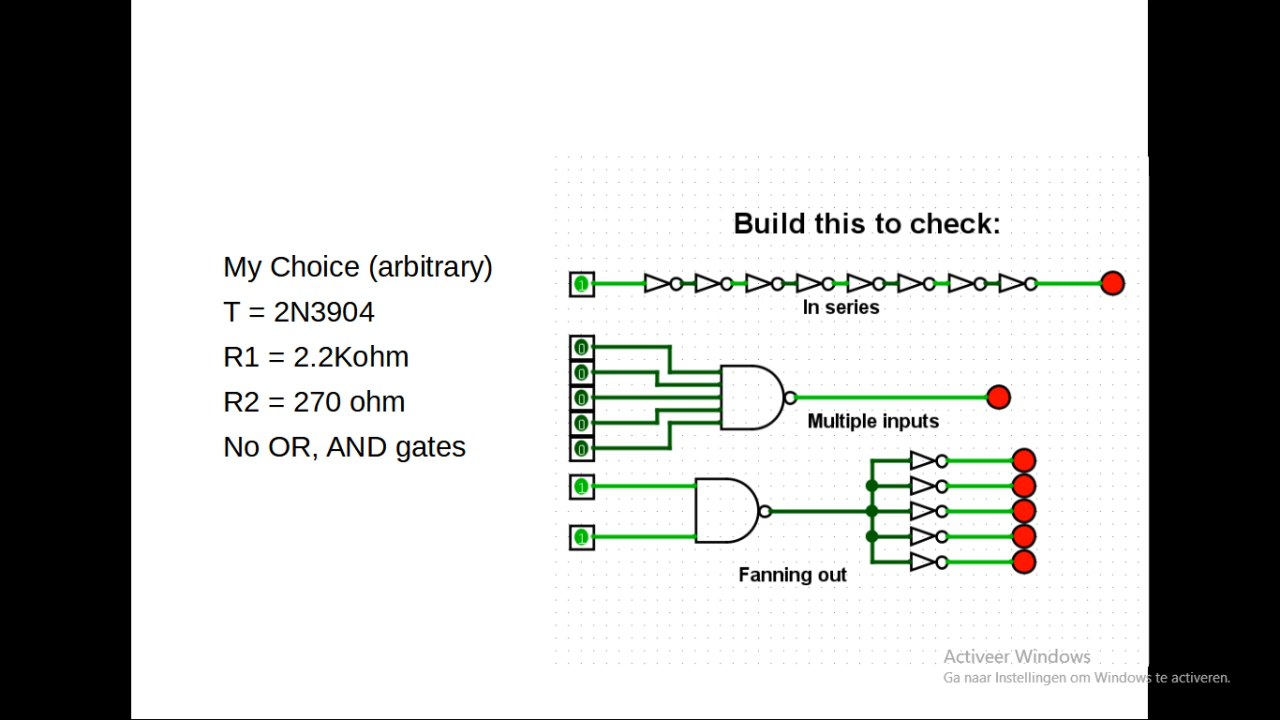 Build this to check:
My Choice (arbitrary)
T = 2N3904
R1 = 2.2Kohm
R2 = 270 ohm
No OR, AND gates
1
In series
0
0
0
0
0
Multiple inputs
1
1
Fanning out
Activeer Windows
Ga naar Instellingen om Windows te activeren.